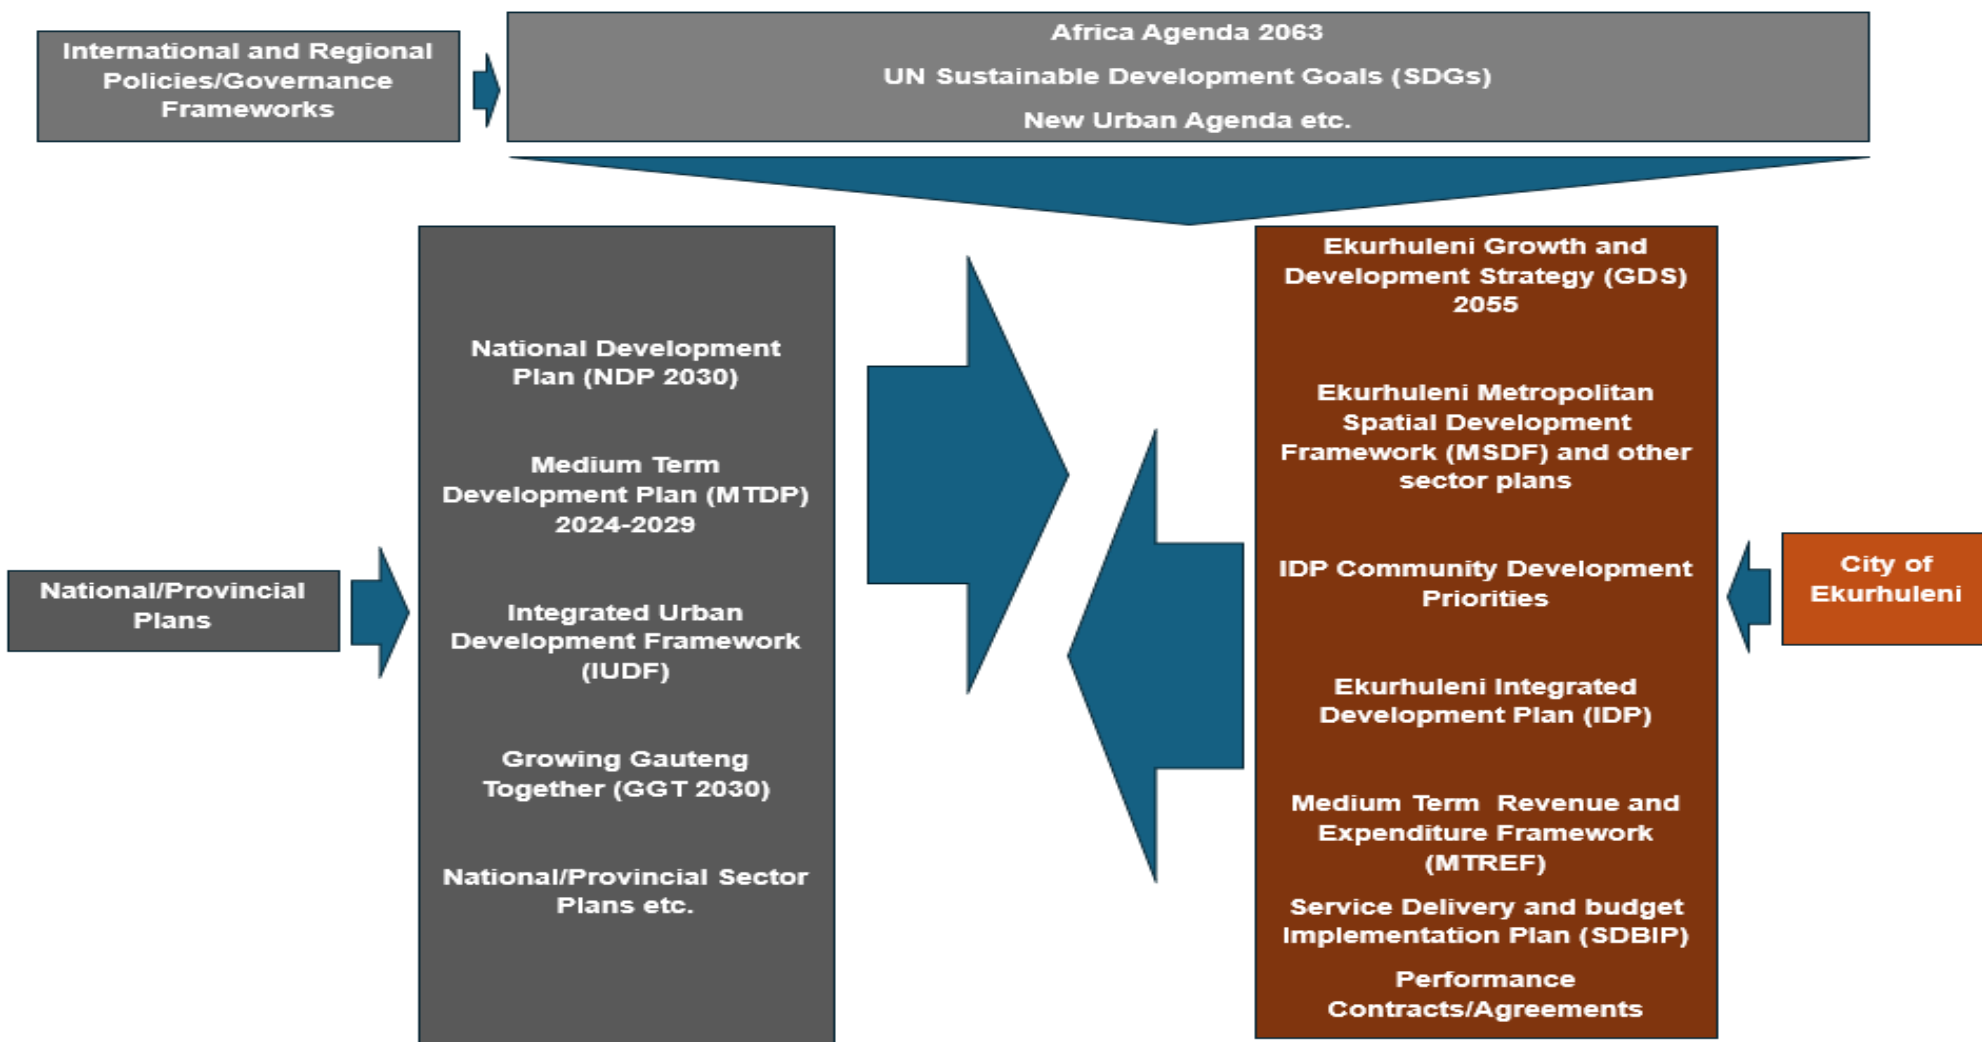 International and Regional
Policies/Governance
Frameworks
Africa Agenda 2063
UN Sustainable Development Goals (SDGs)
New Urban Agenda etc.
National/Provincial
Plans
National Development
Plan (NDP 2030)
Medium Term
Development Plan (MTDP)
2024-2029
Integrated Urban
Development Framework
(IUDF)
Growing Gauteng
Together (GGT 2030)
National/Provincial Sector
Plans etc.
Ekurhuleni Growth and
Development Strategy (GDS)
2055
Ekurhuleni Metropolitan
Spatial Development
Framework (MSDF) and other
sector plans
IDP Community Development
Priorities
Ekurhuleni Integrated
Development Plan (IDP)
Medium Term  Revenue and
Expenditure Framework
(MTREF)
Service Delivery and budget
Implementation Plan (SDBIP)
Performance
Contracts/Agreements
City of
Ekurhuleni